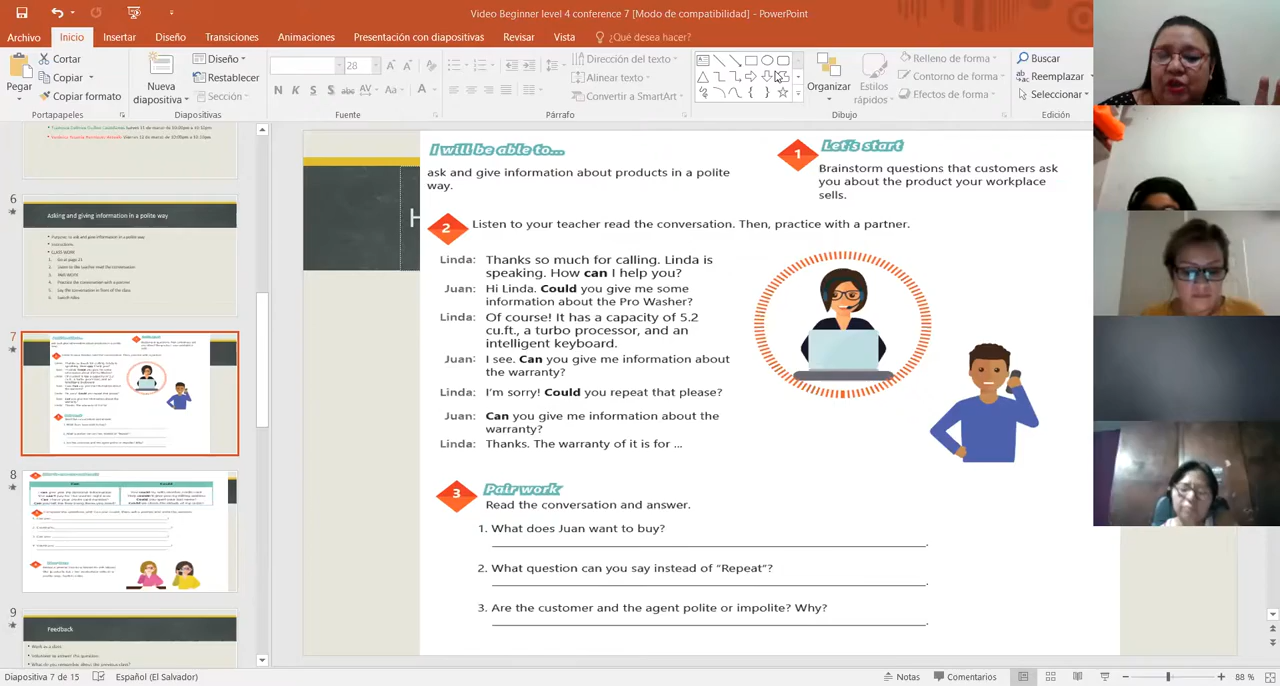 Video Beginner level 4 conference 7 [Modo de compatibilidad] - PowerPoint
Archivo
Inicio
Insertar
Diseño
Transiciones
Animaciones
Presentación con diapositivas
Revisar
Vista
¿Qué desea hacer?
Pegar
Cortar
Copiar
Copiar formato
Portapapeles
Nueva
diapositiva
Diseño
Restablecer
Sección
Diapositivas
28
N K S S abc AV Aa A
Fuente
Dirección del texto
Alinear texto
Convertir a SmartArt
Párrafo
Organizar
Estilos
rápidos
Relleno de forma
Contorno de forma
Efectos de forma
Dibujo
Buscar
Reemplazar
Seleccionar
Edición
6
Asking and giving information in a polite way
7
8
9
Feedback
H
I will be able to...
ask and give information about products in a polite
way.
1
Let's start
Brainstorm questions that customers ask
you about the product your workplace
sells.
2
Listen to your teacher read the conversation. Then, practice with a partner.
Linda: Thanks so much for calling. Linda is
speaking. How can I help you?
Juan: Hi Linda. Could you give me some
information about the Pro Washer?
Linda: Of course! It has a capacity of 5.2
cu.ft., a turbo processor, and an
intelligent keyboard.
Juan: I see. Can you give me information about
the warranty?
Linda: Could you repeat that please?
Juan: Can you give me information about the
warranty?
Linda: Thanks. The warranty of it is for ...
3
Read the conversation and answer.
1. What does Juan want to buy?
2. What question can you say instead of “Repeat”?
3. Are the customer and the agent polite or impolite? Why?
Diapositiva 7 de 15
Español (El Salvador)
Notas
Comentarios
88 %